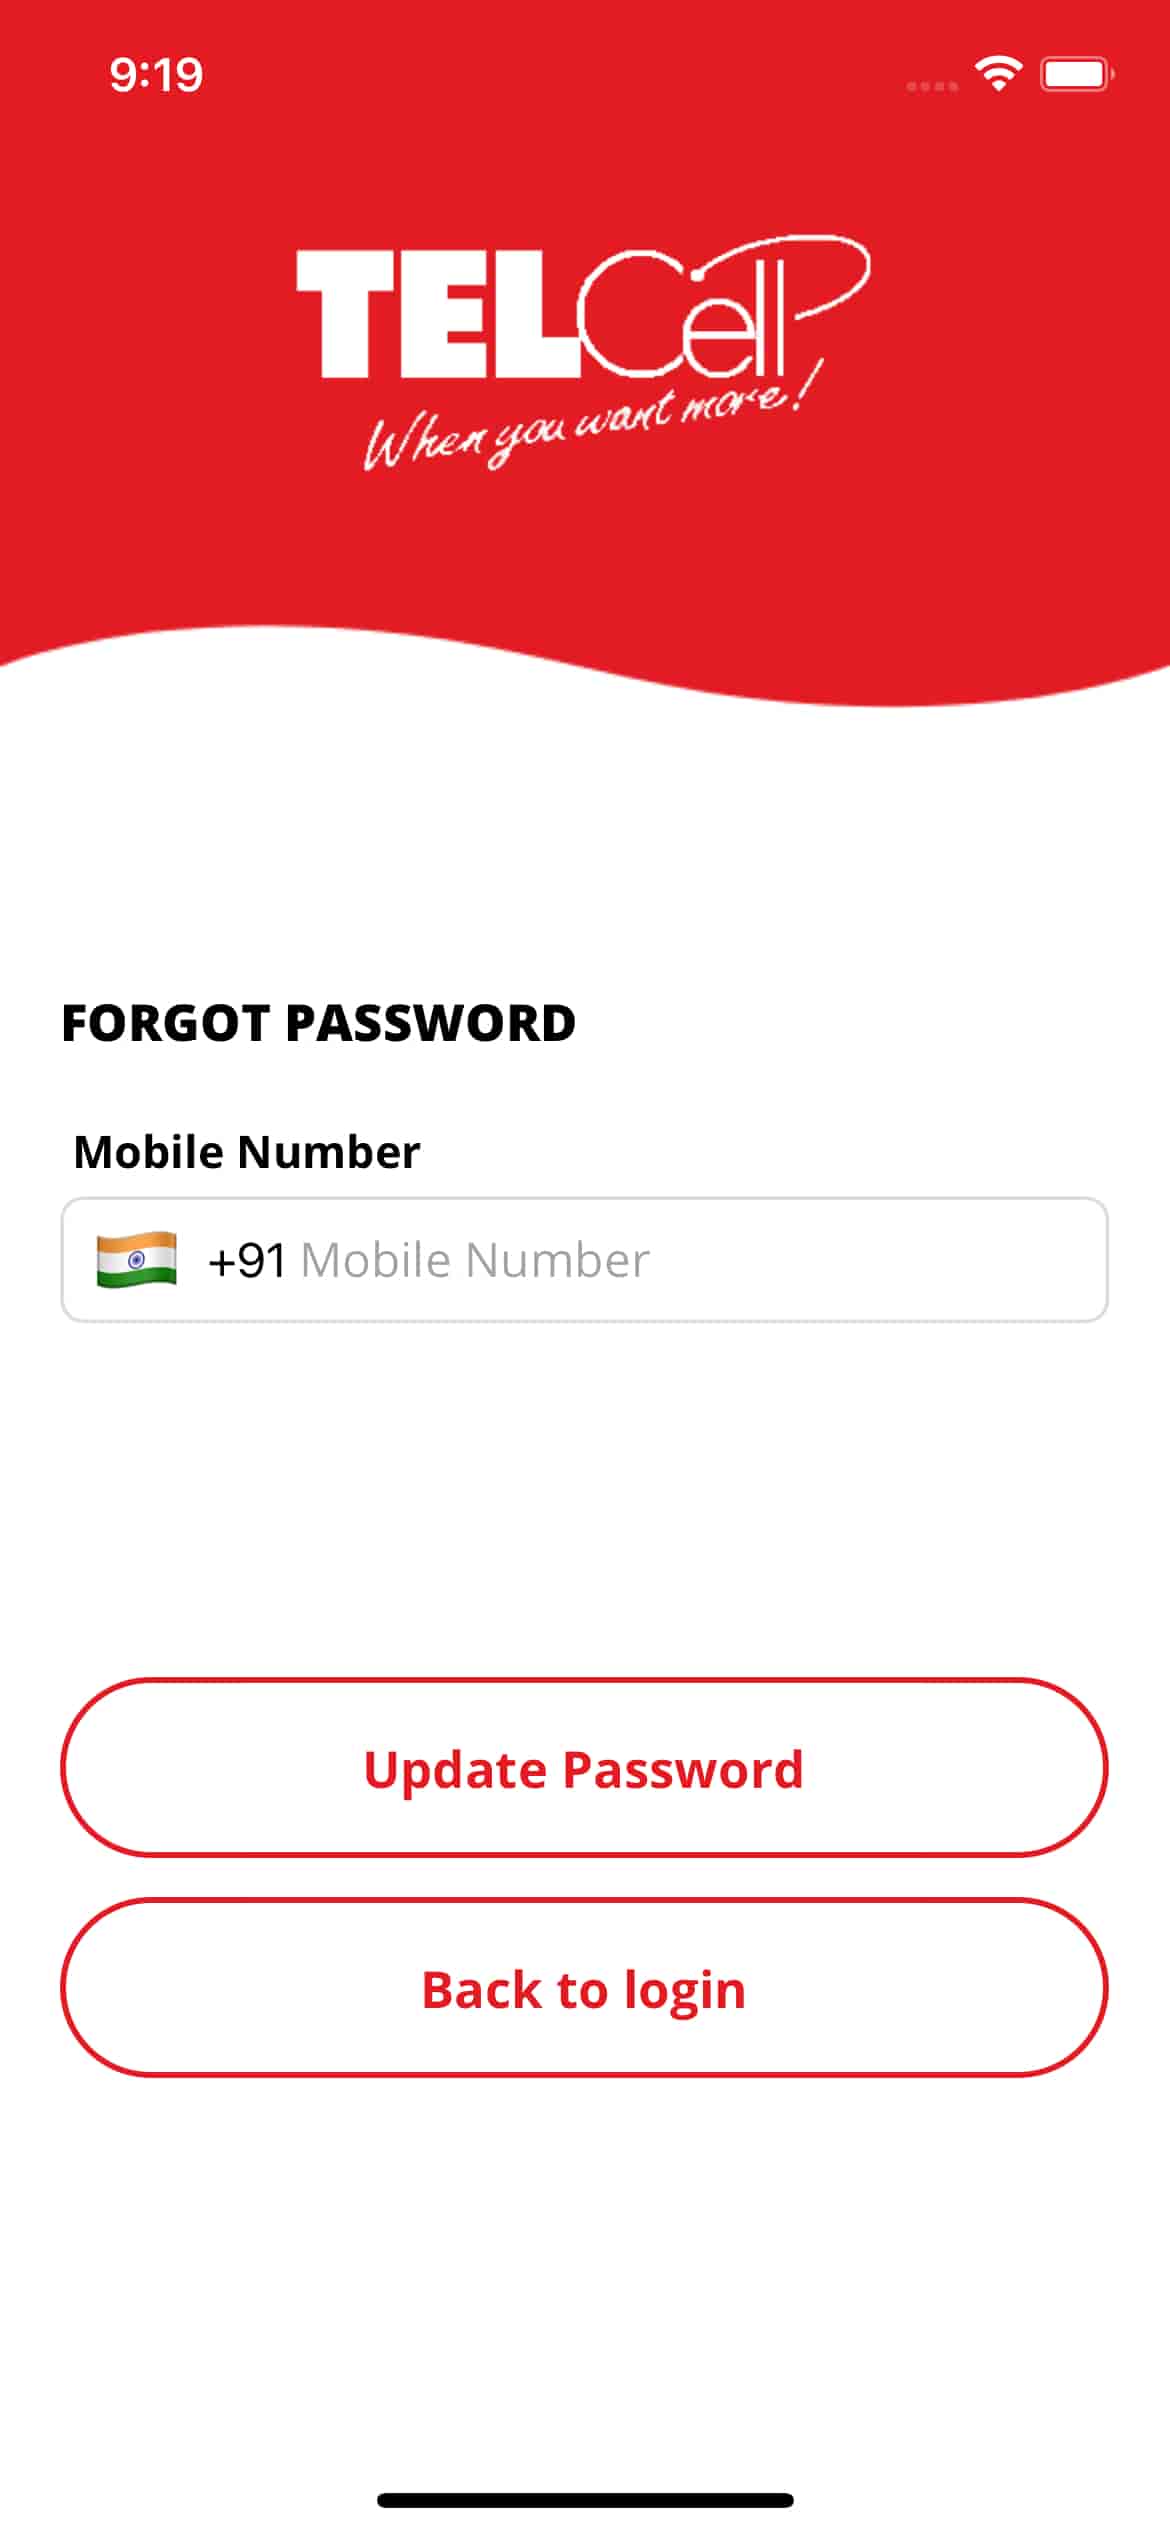 9:19
TELCell
When you want more!
FORGOT PASSWORD
Mobile Number
+91 Mobile Number
Update Password
Back to login